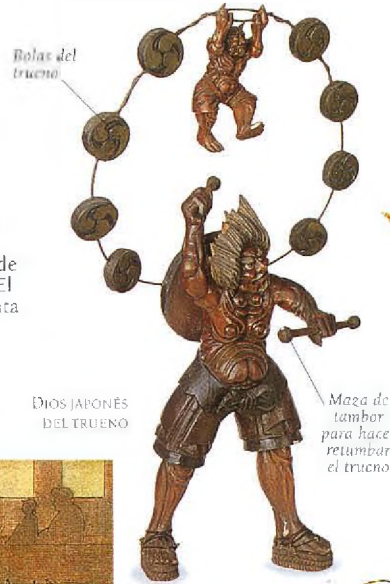 Bolas del
trueno
de
El
ta
DIOS JAPONÉS
DEL TRUENO
Maza de
tambor
para hacer
retumbar
el trueno